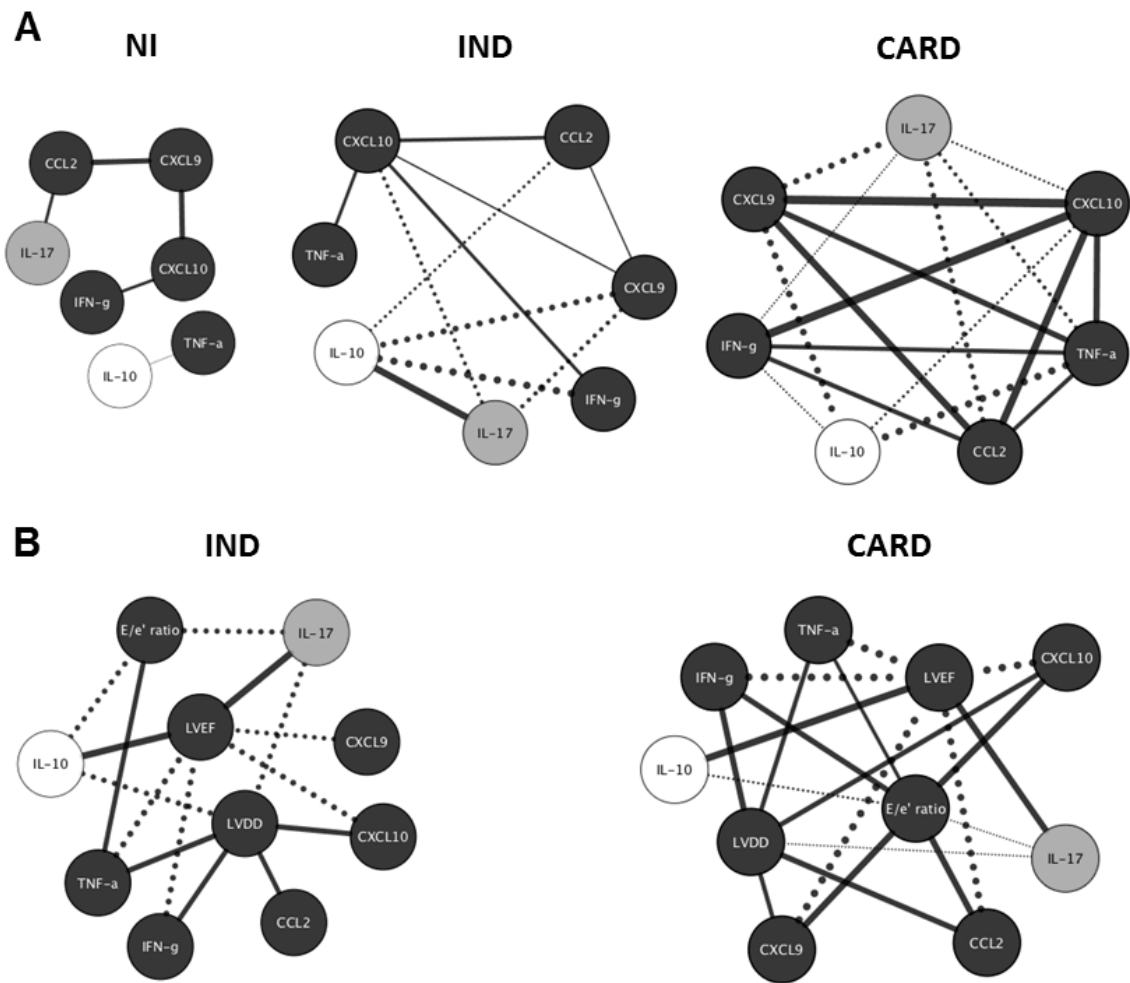 A
NI
IND
CARD
CCL2
CXCL9
IL-17
CXCL10
IFN-g
TNF-a
IL-10
CXCL10
CCL2
TNF-a
CXCL9
IL-10
IFN-g
IL-17
IL-17
CXCL9
CXCL10
IFN-g
TNF-a
IL-10
CCL2
B
IND
CARD
E/e' ratio
IL-17
LVEF
CXCL9
IL-10
LVDD
CXCL10
TNF-a
CCL2
IFN-g
TNF-a
CXCL10
IFN-g
LVEF
IL-10
E/e' ratio
LVDD
IL-17
CXCL9
CCL2